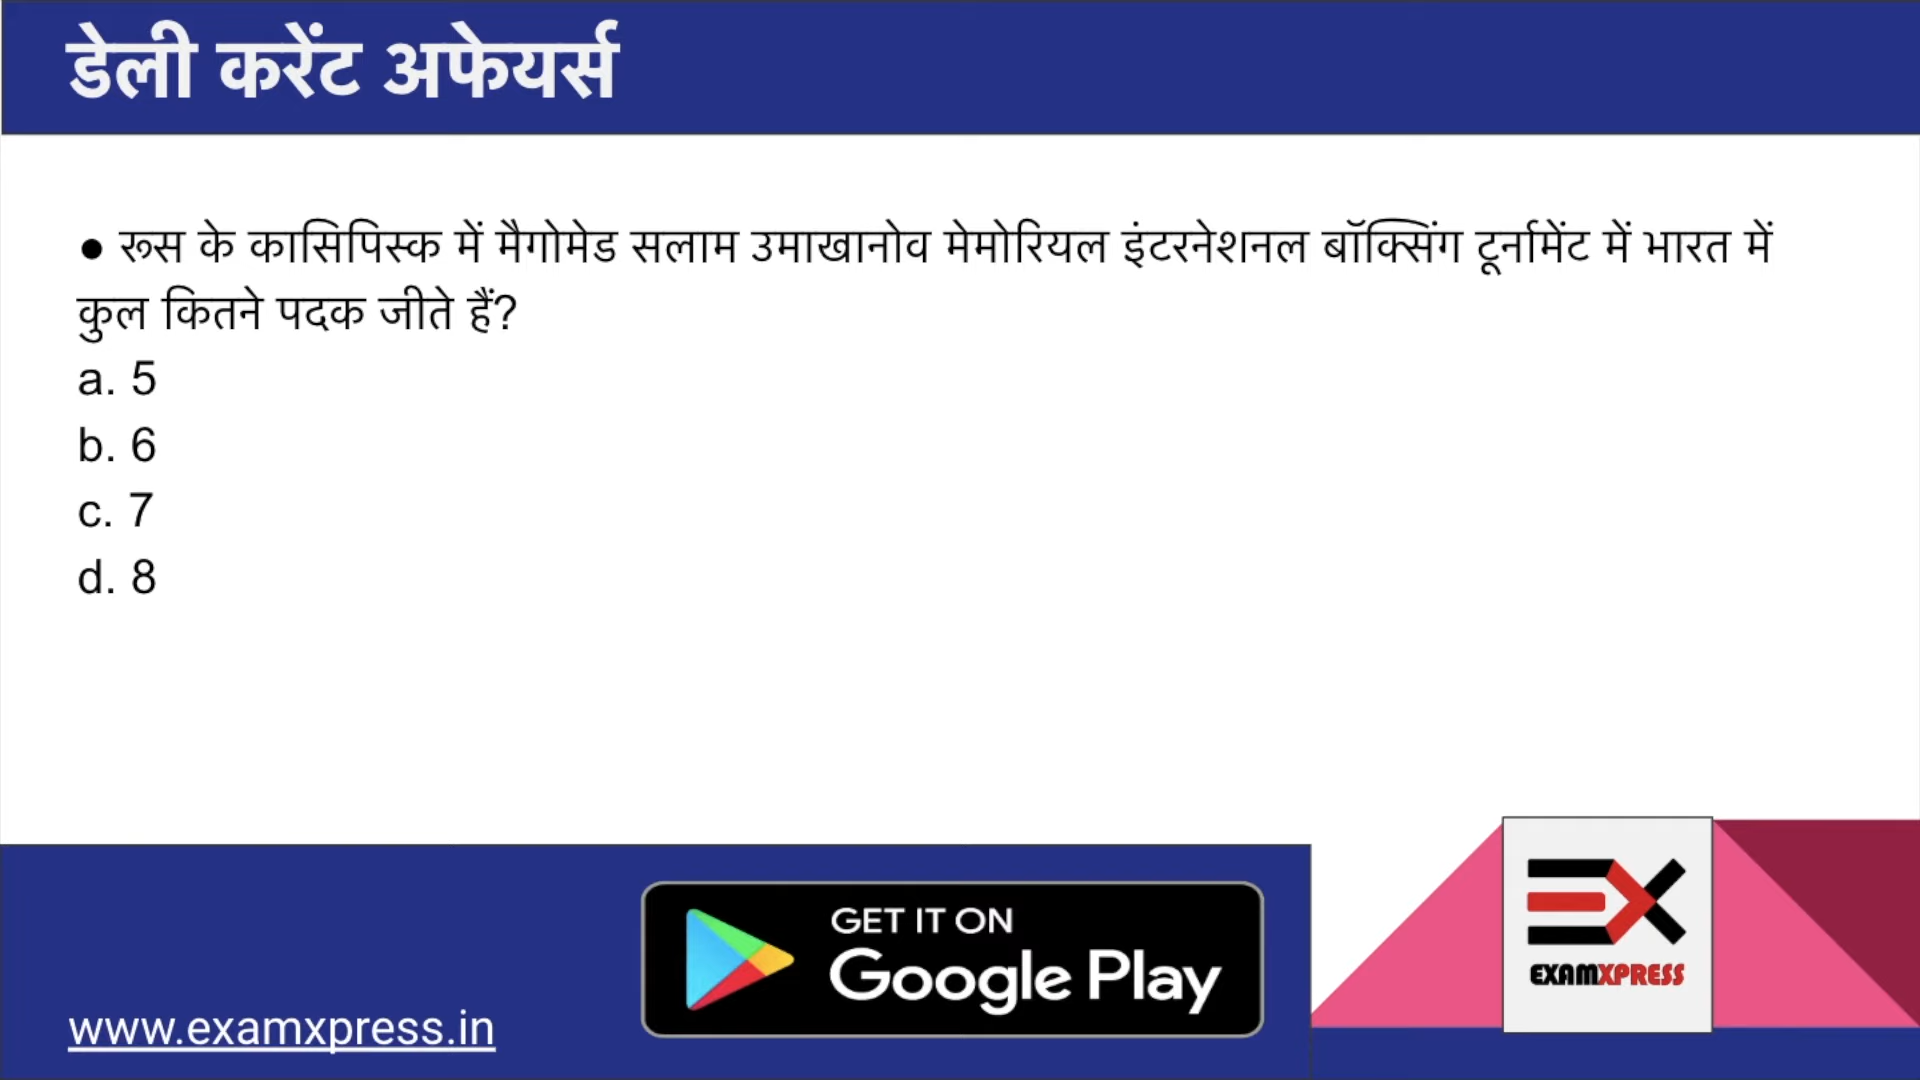 डेली करेंट अफेयर्स
● रूस के कासिपिस्क में मैगोमेड सलाम उमाखानोव मेमोरियल इंटरनेशनल बॉक्सिंग टूर्नामेंट में भारत में
कुल कितने पदक जीते हैं?
a. 5
b. 6
c. 7
d. 8
GET IT ON
Google Play
EXAMXPRESS
www.examxpress.in